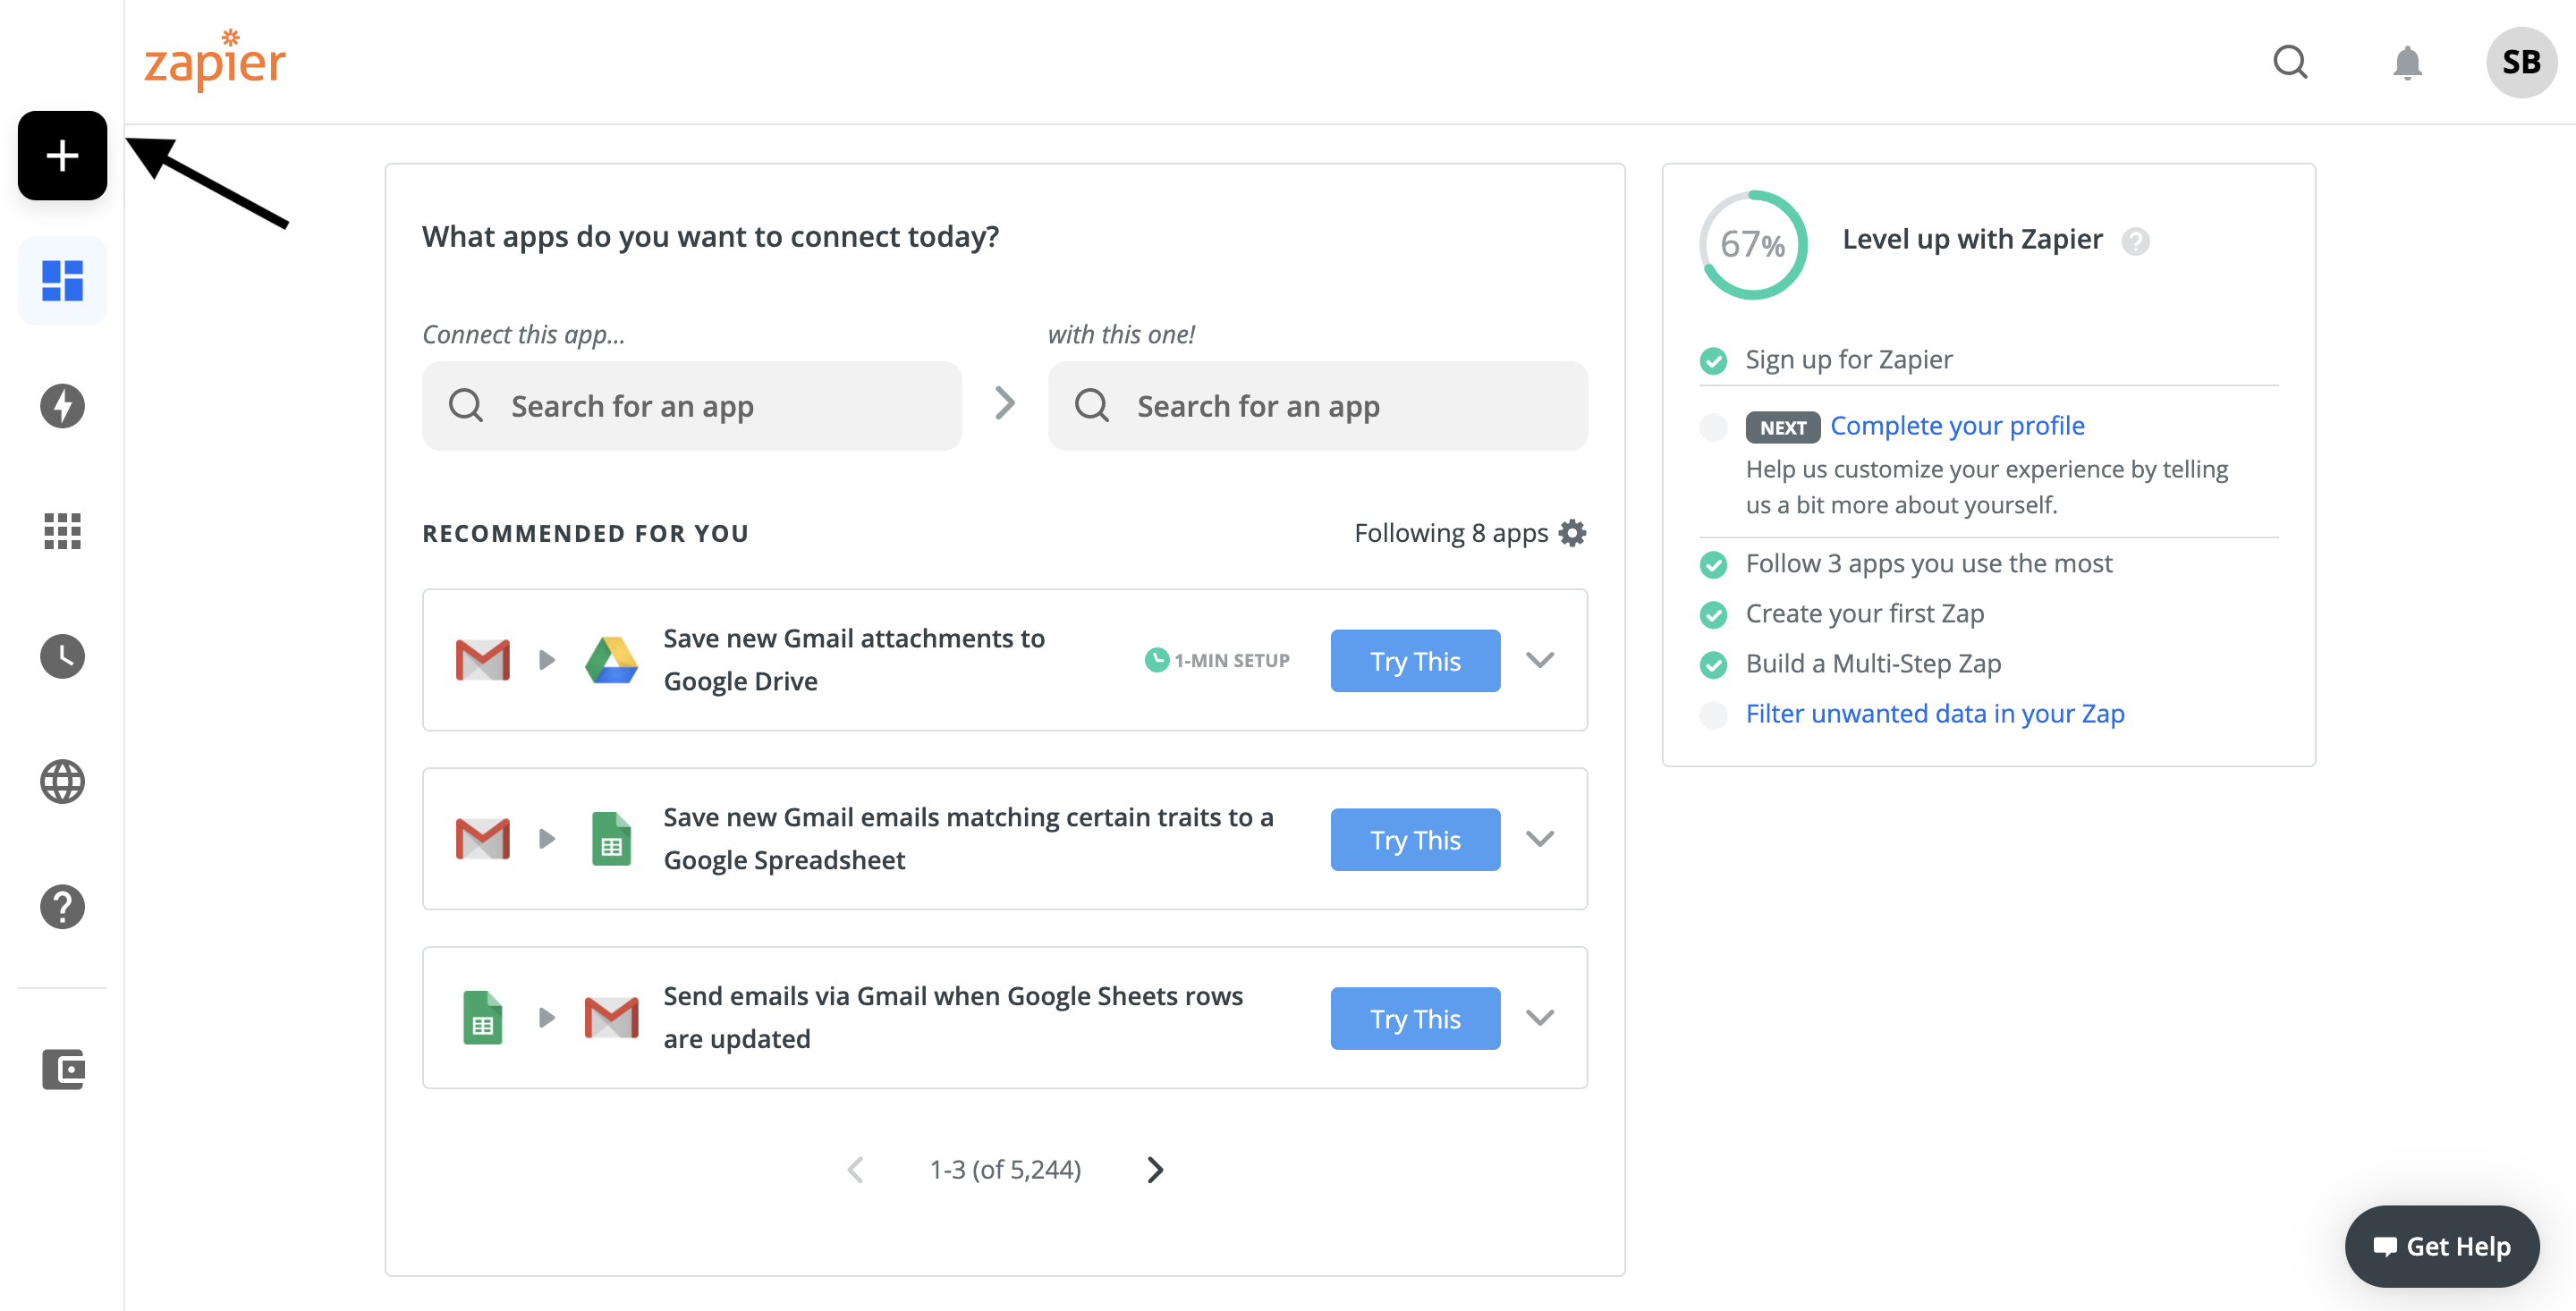 zapier
SB
What apps do you want to connect today?
Connect this app...
with this one!
Search for an app
Search for an app
RECOMMENDED FOR YOU
Following 8 apps
Save new Gmail attachments to
Google Drive
1-MIN SETUP
Try This
Save new Gmail emails matching certain traits to a
Google Spreadsheet
Try This
Send emails via Gmail when Google Sheets rows
are updated
Try This
1-3 (of 5,244)
67%
Level up with Zapier
?
Sign up for Zapier
NEXT Complete your profile
Help us customize your experience by telling
us a bit more about yourself.
Follow 3 apps you use the most
Create your first Zap
Build a Multi-Step Zap
Filter unwanted data in your Zap
Get Help